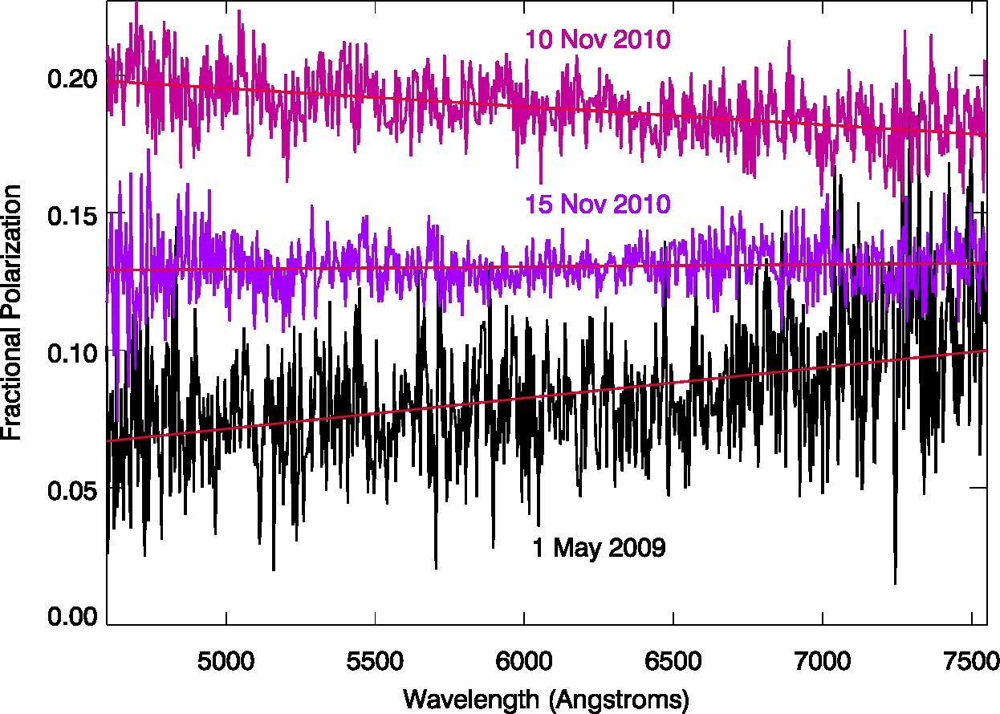 10 Nov 2010
0.20
15 Nov 2010
0.15
Fractional Polarization
0.10
0.05
1 May 2009
0.00
5000 5500 6000 6500 7000 7500
Wavelength (Angstroms)